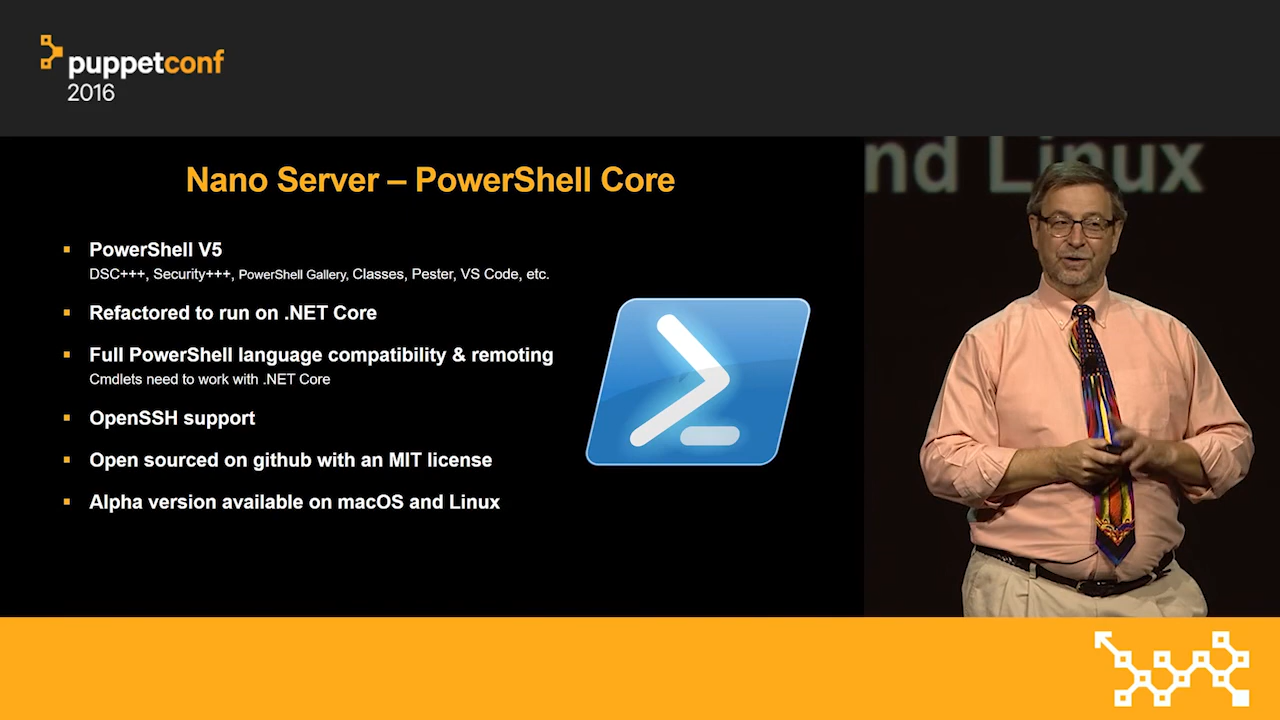 puppetconf
2016
Nano Server – PowerShell Core
nd Linux
PowerShell V5
DSC+++, Security+++, PowerShell Gallery, Classes, Pester, VS Code, etc.
Refactored to run on .NET Core
Full PowerShell language compatibility & remoting
Cmdlets need to work with .NET Core
OpenSSH support
Open sourced on github with an MIT license
Alpha version available on macOS and Linux